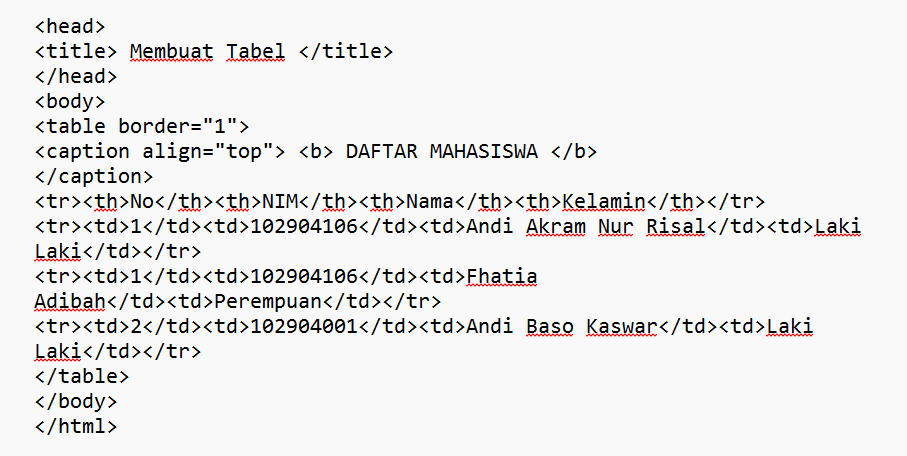 <head>
<title> Membuat Tabel </title>
</head>
<body>
<table border="1">
<caption align="top"> <b> DAFTAR MAHASISWA </b>
</caption>
<tr><th>No</th><th>NIM</th><th>Nama</th><th>Kelamin</th></tr>
<tr><td>1</td><td>102904106</td><td>Andi Akram Nur Risal</td><td>Laki
Laki</td></tr>
<tr><td>1</td><td>102904106</td><td>Fhatia
Adibah</td><td>Perempuan</td></tr>
<tr><td>2</td><td>102904001</td><td>Andi Baso Kaswar</td><td>Laki
Laki</td></tr>
</table>
</body>
</html>